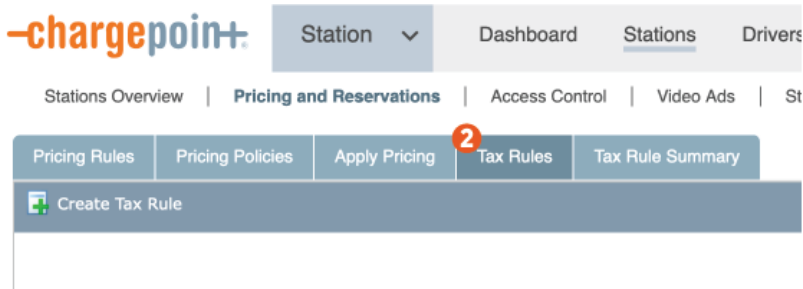 -chargepoin+. Station Dashboard Stations Drivers
Stations Overview | Pricing and Reservations | Access Control | Video Ads | St
2
Pricing Rules Pricing Policies Apply Pricing Tax Rules Tax Rule Summary
Create Tax Rule